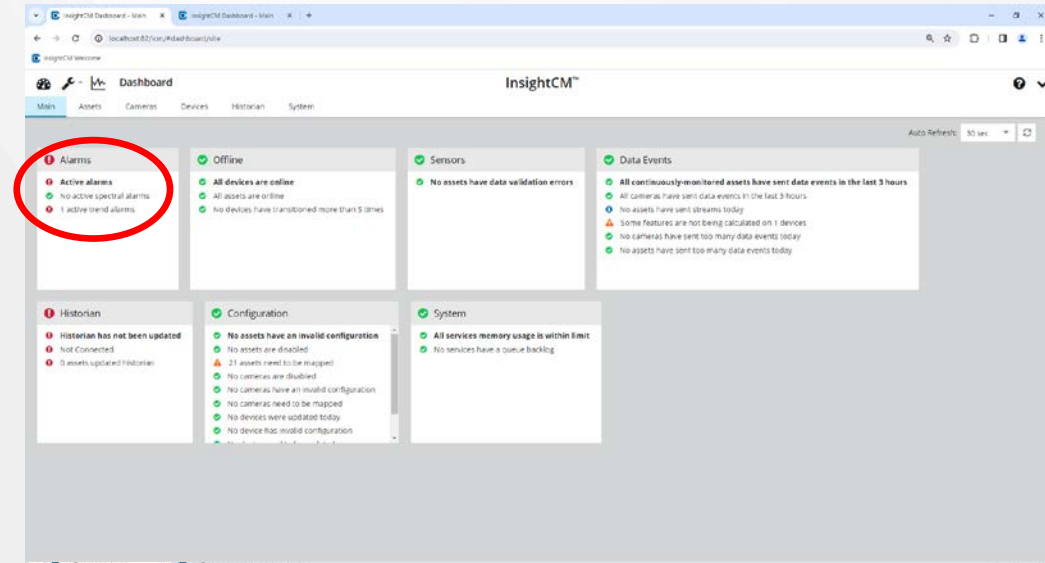 InsightCM Dashboard - Main
InsightCM Dashboard - Main
localhost:82/icm/#dashboard/site
InsightCM Welcome
Dashboard
InsightCM™
Main Assets Cameras Devices Historian System
Auto Refresh: 30 sec
Alarms
Active alarms
No active spectral alarms
1 active trend alarms
Offline
All devices are online
All assets are online
No devices have transitioned more than 5 times
Sensors
No assets have data validation errors
Data Events
All continuously-monitored assets have sent data events in the last 3 hours
All cameras have sent data events in the last 3 hours
No assets have sent streams today
Some features are not being calculated on 1 devices
No cameras have sent too many data events today
No assets have sent too many data events today
Historian
Historian has not been updated
Not Connected
0 assets updated Historian
Configuration
No assets have an invalid configuration
No assets are disabled
21 assets need to be mapped
No cameras are disabled
No cameras have an invalid configuration
No cameras need to be mapped
No devices were updated today
No device has invalid configuration
System
All services memory usage is within limit
No services have a queue backlog